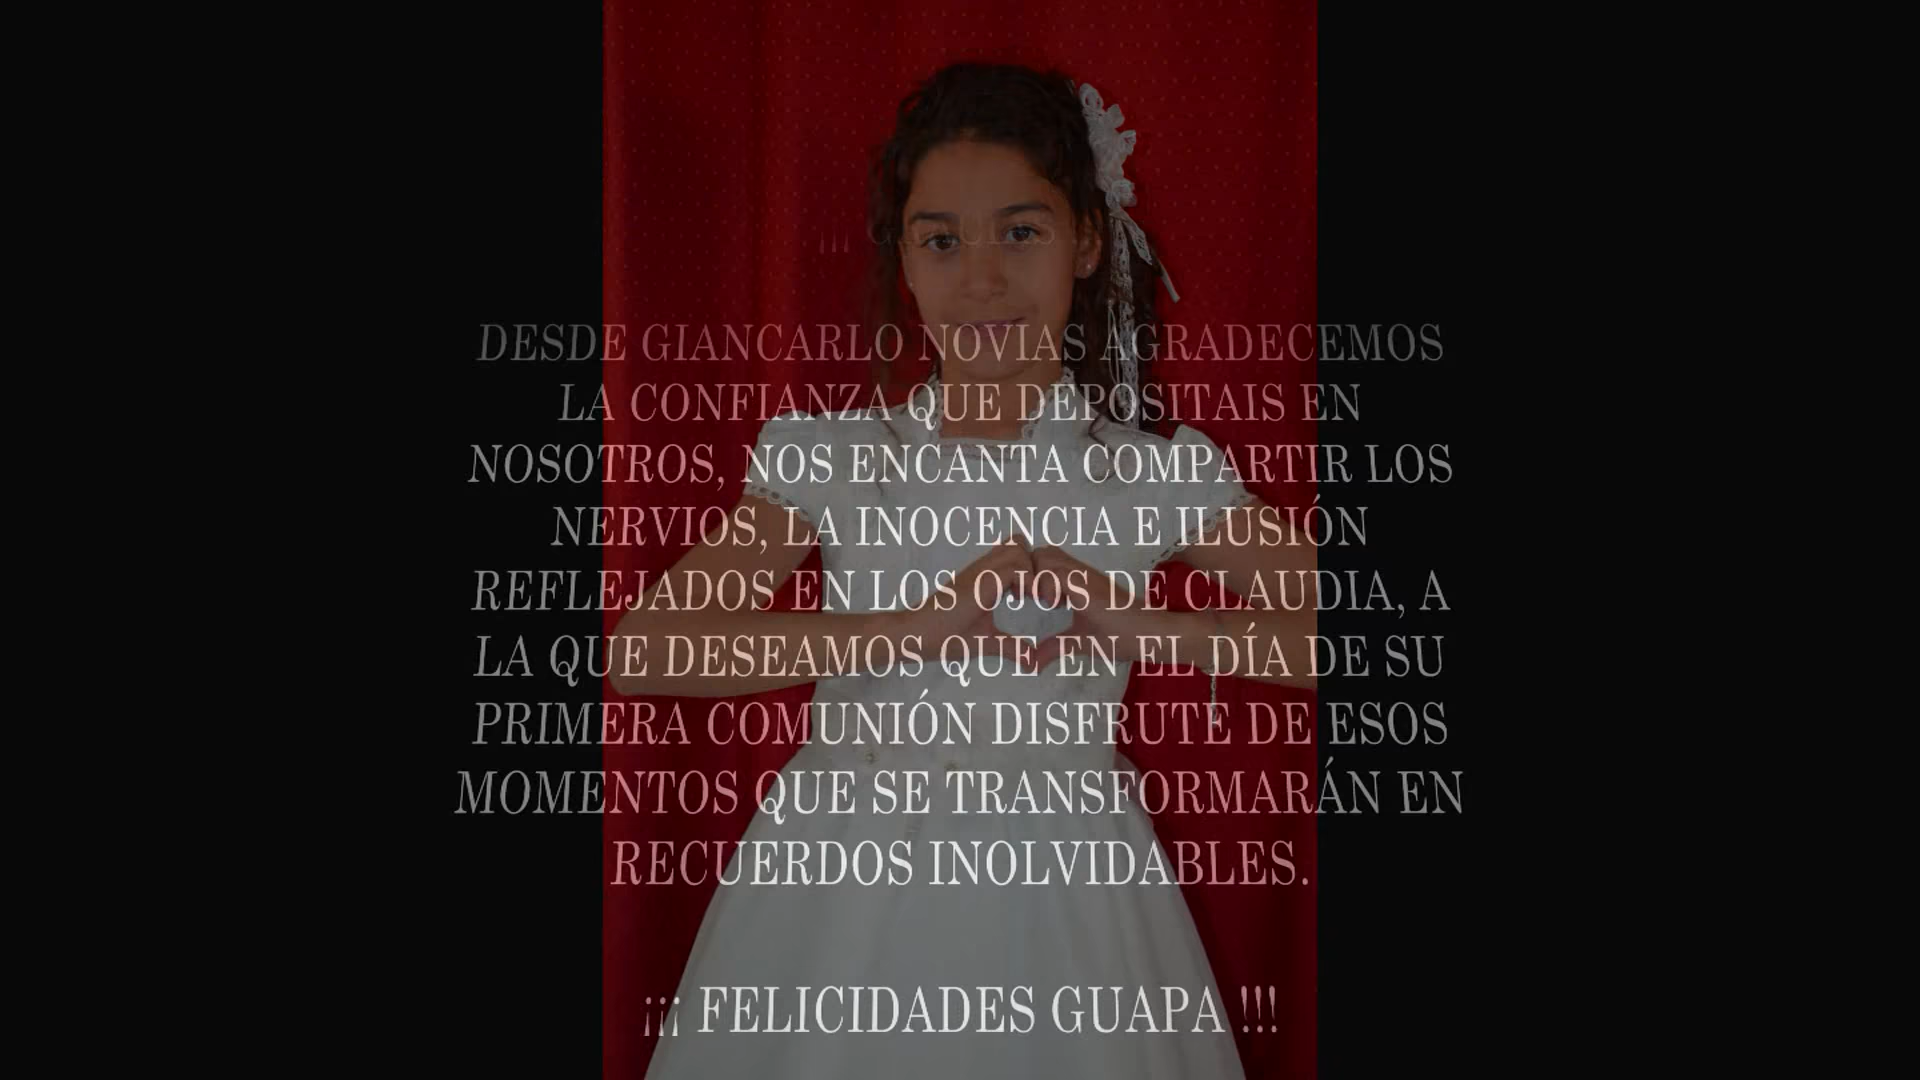 ¡¡¡ GRACIAS
DESDE GIANCARLO NOVIAS AGRADECEMOS
LA CONFIANZA QUE DEPOSITAIS EN
NOSOTROS, NOS ENCANTA COMPARTIR LOS
NERVIOS, LA INOCENCIA E ILUSIÓN
REFLEJADOS EN LOS OJOS DE CLAUDIA, A
LA QUE DESEAMOS QUE EN EL DÍA DE SU
PRIMERA COMUNIÓN DISFRUTE DE ESOS
MOMENTOS QUE SE TRANSFORMARÁN EN
RECUERDOS INOLVIDABLES.
¡¡¡ FELICIDADES GUAPA !!!